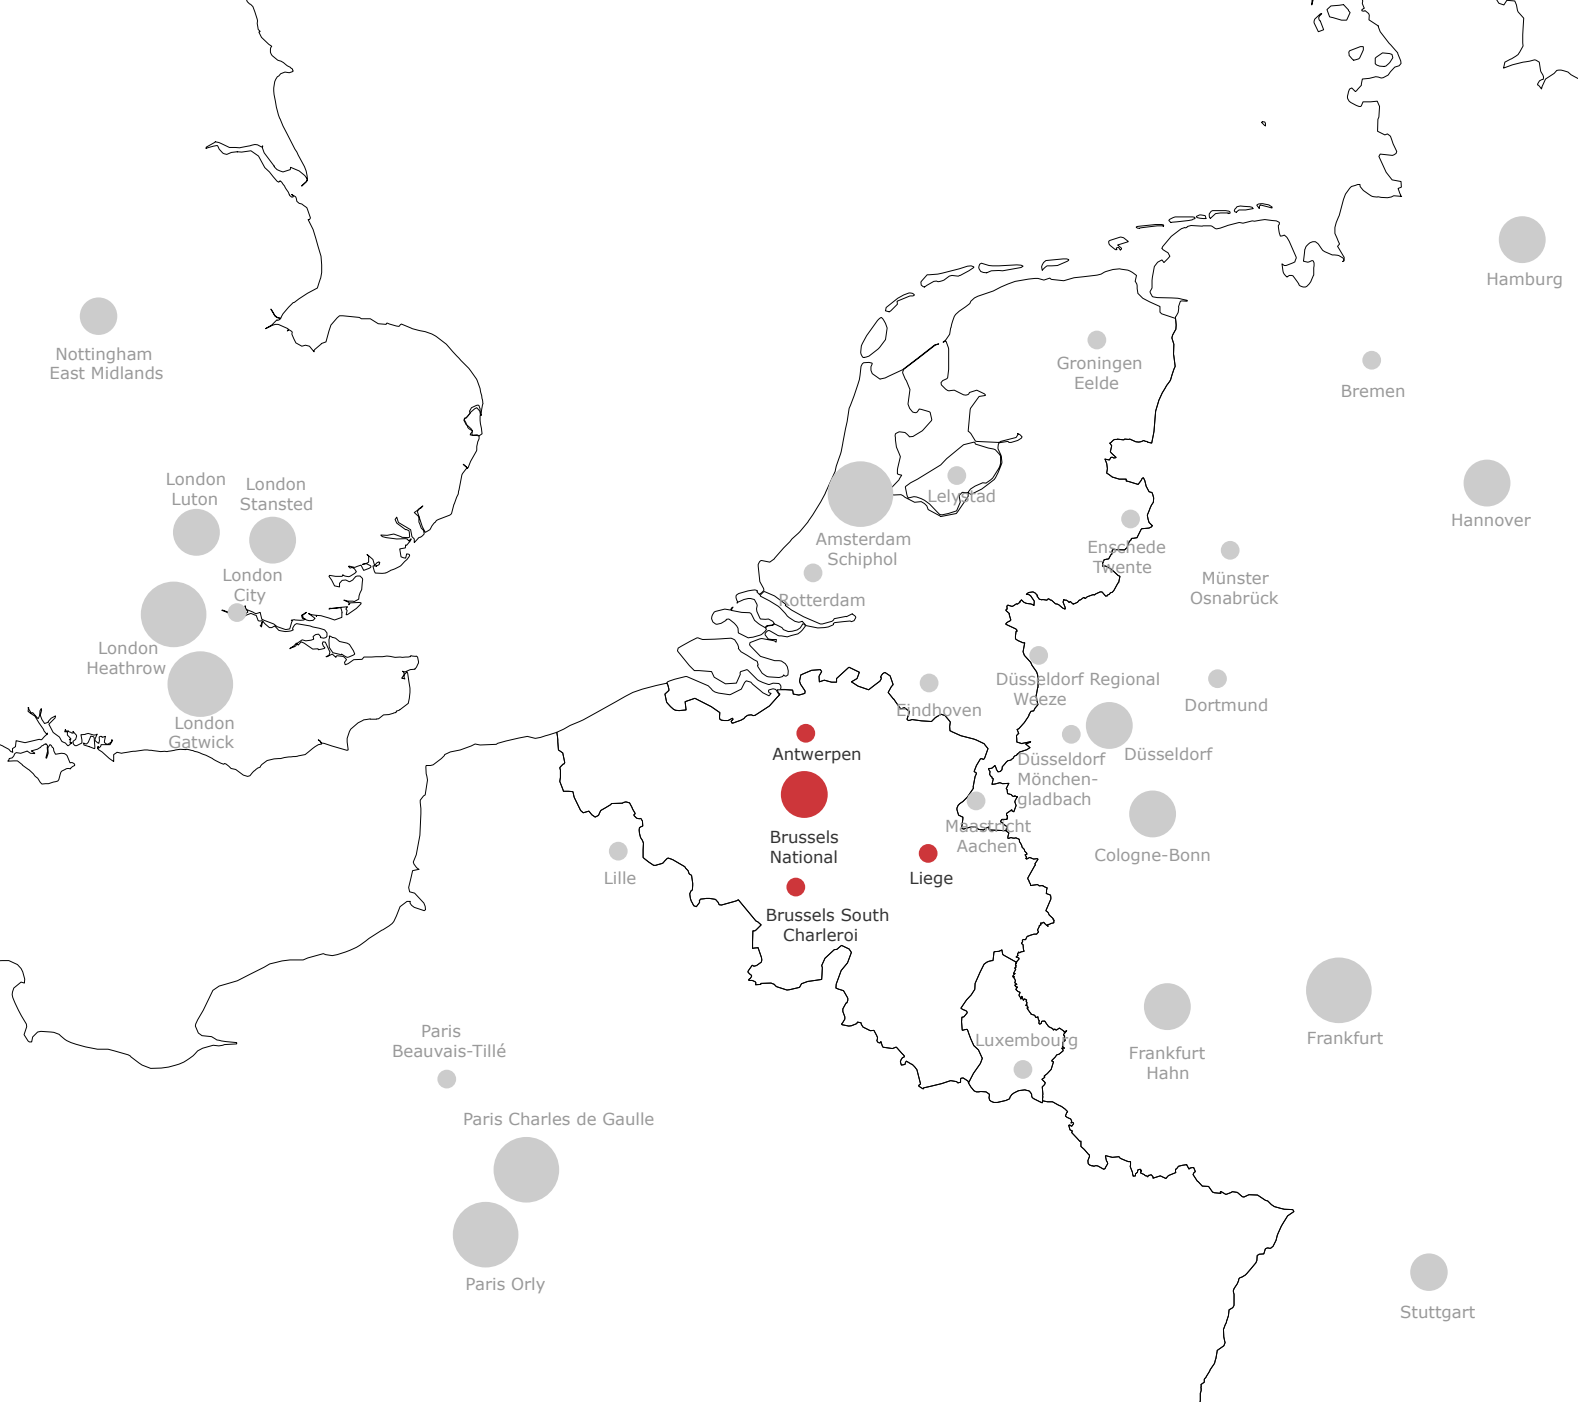 Hamburg
Nottingham
East Midlands
Groningen
Eelde
Bremen
London
Luton
London
Stansted
Lelystad
Hannover
Amsterdam
Schiphol
Enschede
Twente
London
City
Münster
Osnabrück
Rotterdam
London
Heathrow
Düsseldorf Regional
Weeze
Eindhoven
Dortmund
London
Gatwick
Antwerpen
Düsseldorf
Düsseldorf
Mönchen-
gladbach
Maastricht
Aachen
Brussels
National
Cologne-Bonn
Lille
Liege
Brussels South
Charleroi
Paris
Beauvais-Tillé
Luxembourg
Frankfurt
Hahn
Frankfurt
Paris Charles de Gaulle
Paris Orly
Stuttgart